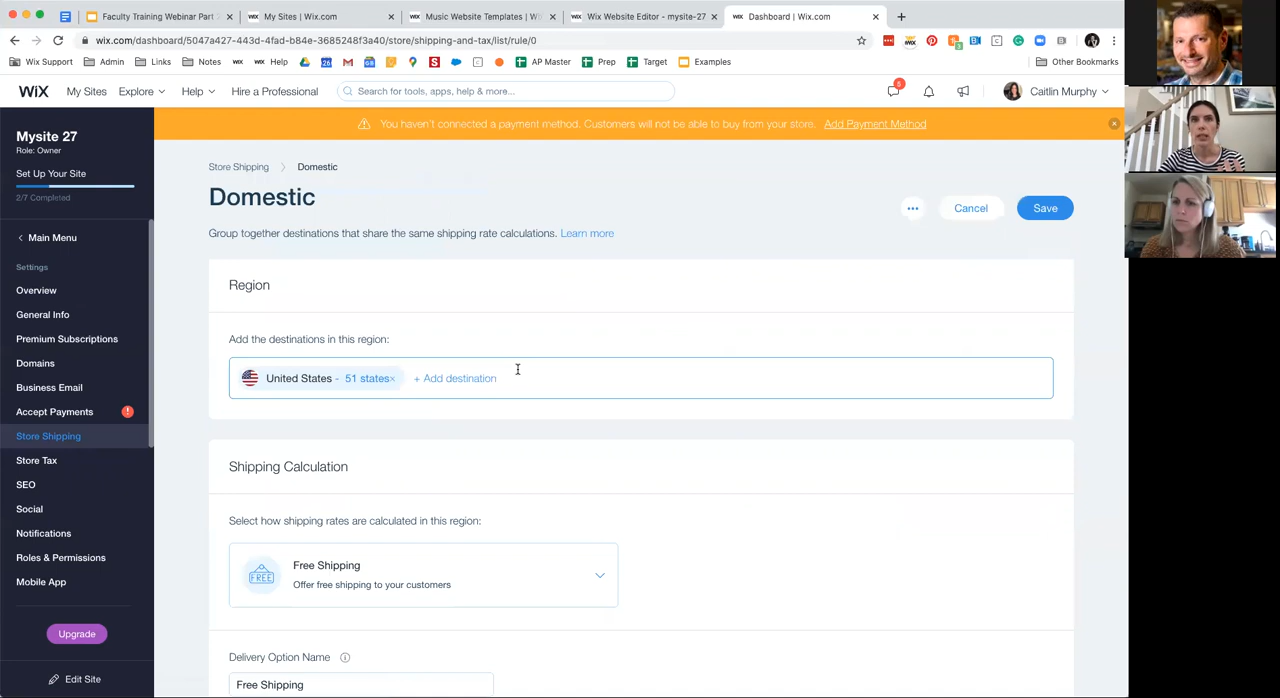 Faculty Training Webinar Part
My Sites | Wix.com
Music Website Templates | W
Wix Website Editor - mysite-27
Dashboard | Wix.com
wix.com/dashboard/5047a427-443d-4fad-b84e-3685248f3a40/store/shipping-and-tax/list/rule/0
Wix Support
Admin
Links
Notes
WIX
WIX Help
AP Master
Prep
Target
Examples
Other Bookmarks
WiX
My Sites
Explore
Help
Hire a Professional
Search for tools, apps, help & more...
5
Caitlin Murphy
Mysite 27
Role: Owner
Set Up Your Site
2/7 Completed
Main Menu
Settings
Overview
General Info
Premium Subscriptions
Domains
Business Email
Accept Payments
Store Shipping
Store Tax
SEO
Social
Notifications
Roles & Permissions
Mobile App
Upgrade
Edit Site
You haven't connected a payment method. Customers will not be able to buy from your store. Add Payment Method
Store Shipping > Domestic
Domestic
... Cancel Save
Group together destinations that share the same shipping rate calculations. Learn more
Region
Add the destinations in this region:
United States - 51 states× + Add destination
Shipping Calculation
Select how shipping rates are calculated in this region:
FREE
Free Shipping
Offer free shipping to your customers
Delivery Option Name
Free Shipping